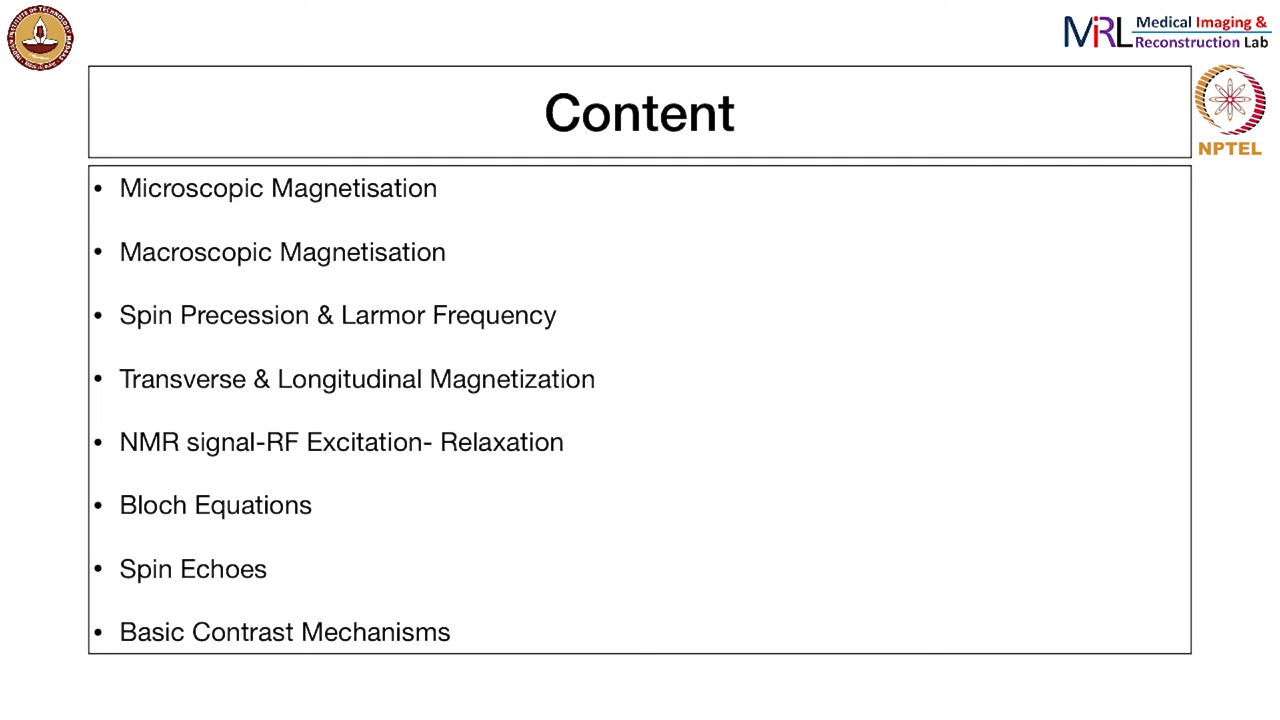 MIRL Medical Imaging &
Reconstruction Lab
Content
NPTEL
• Microscopic Magnetisation
• Macroscopic Magnetisation
• Spin Precession & Larmor Frequency
• Transverse & Longitudinal Magnetization
• NMR signal-RF Excitation- Relaxation
• Bloch Equations
• Spin Echoes
• Basic Contrast Mechanisms